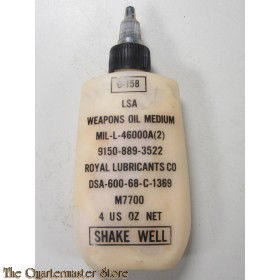 O-158
LSA
WEAPONS OIL MEDIUM
MIL-L-46000A(2)
9150-889-3522
ROYAL LUBRICANTS CO
DSA-600-68-C-1369
M7700
4 US OZ NET
SHAKE WELL
© The Quartermaster Store